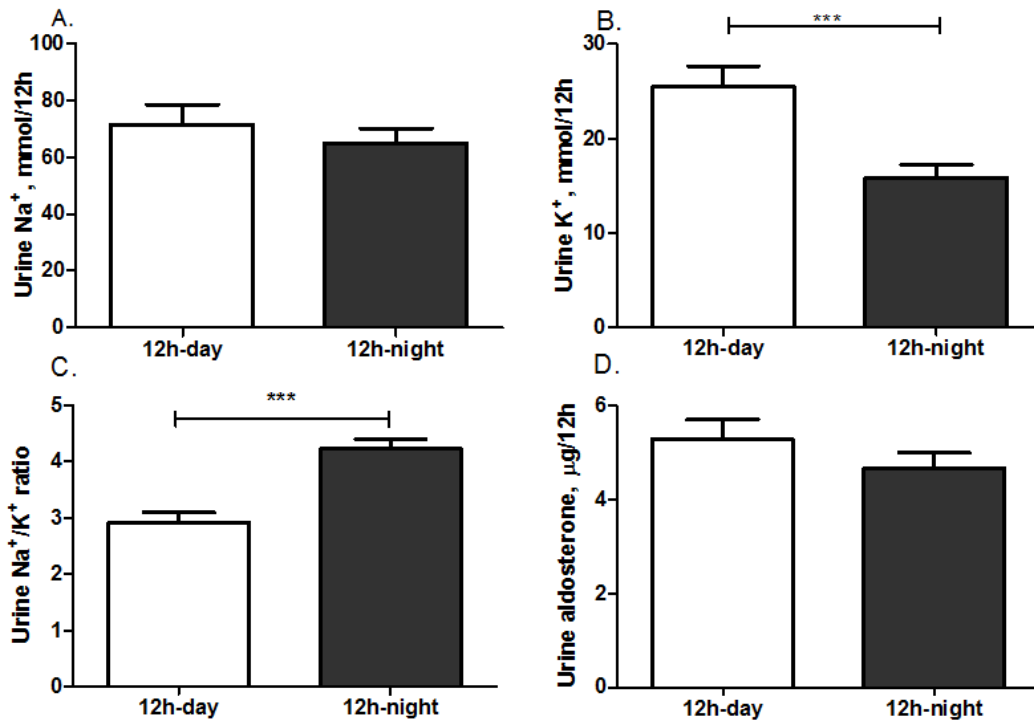 A.
Urine Na⁺, mmol/12h
100
80
60
40
20
0
12h-day
12h-night
B.
***
Urine K⁺, mmol/12h
30
20
10
0
12h-day
12h-night
C.
***
Urine Na⁺/K⁺ ratio
5
4
3
2
1
0
12h-day
12h-night
D.
Urine aldosterone, µg/12h
6
4
2
0
12h-day
12h-night